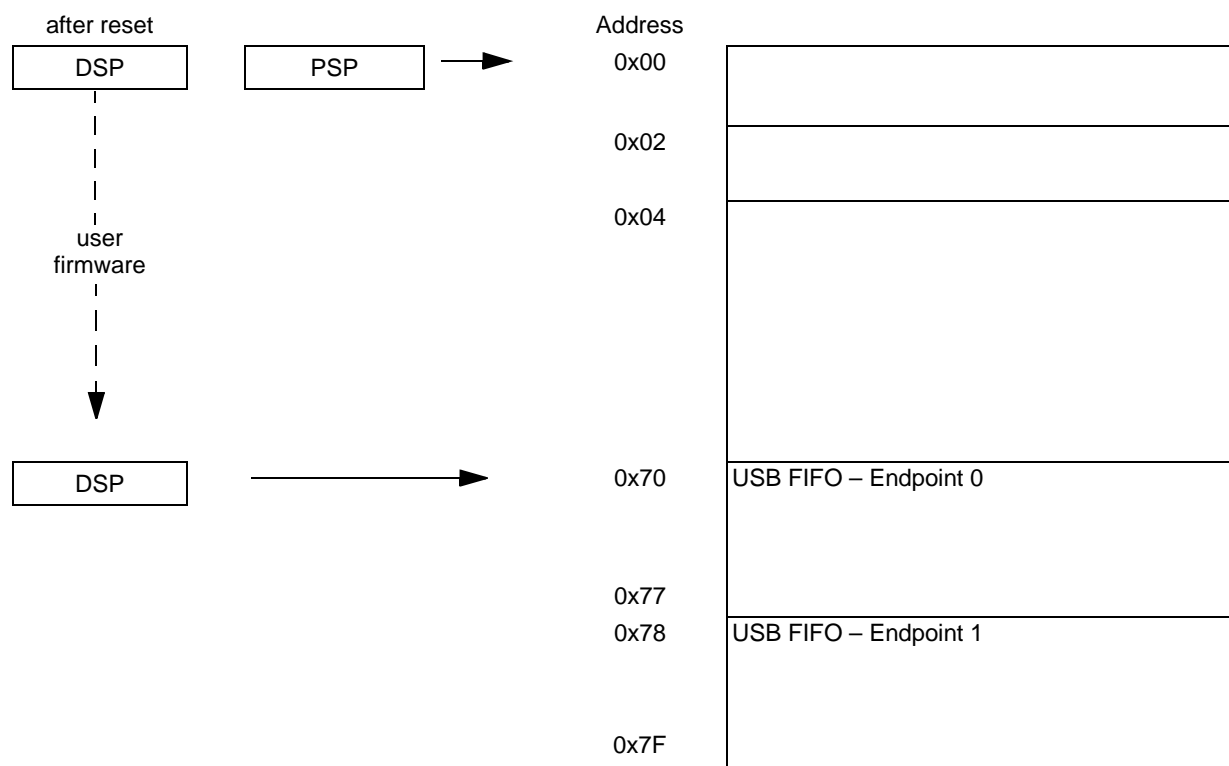 after reset
Address
DSP
PSP
0x00
0x02
0x04
user
firmware
DSP
0x70
USB FIFO – Endpoint 0
0x77
0x78
USB FIFO – Endpoint 1
0x7F